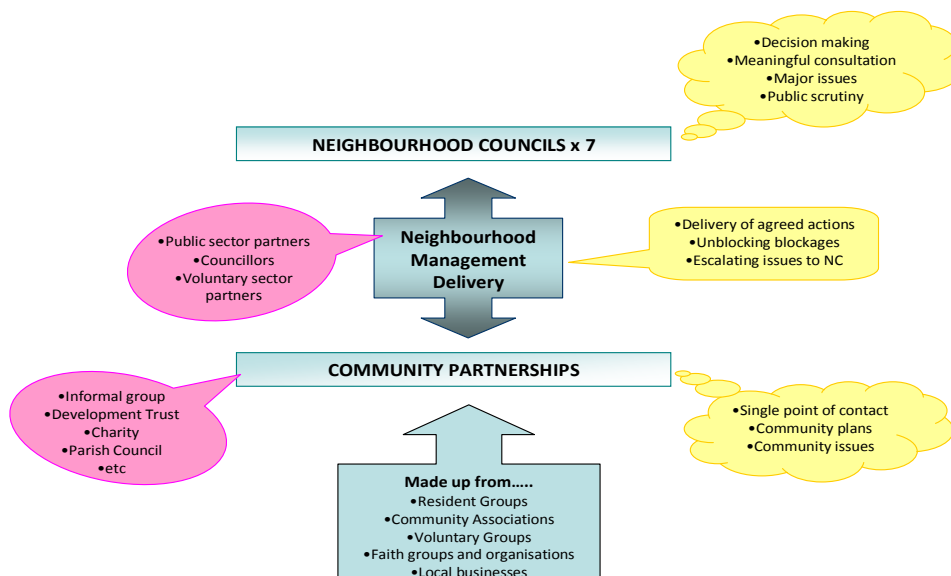 •Decision making
•Meaningful consultation
•Major issues
•Public scrutiny
NEIGHBOURHOOD COUNCILS x 7
•Public sector partners
•Councillors
•Voluntary sector
partners
Neighbourhood
Management
Delivery
•Delivery of agreed actions
•Unblocking blockages
•Escalating issues to NC
COMMUNITY PARTNERSHIPS
•Informal group
•Development Trust
•Charity
•Parish Council
•etc
•Single point of contact
•Community plans
•Community issues
Made up from.....
•Resident Groups
•Community Associations
•Voluntary Groups
•Faith groups and organisations
•Local businesses